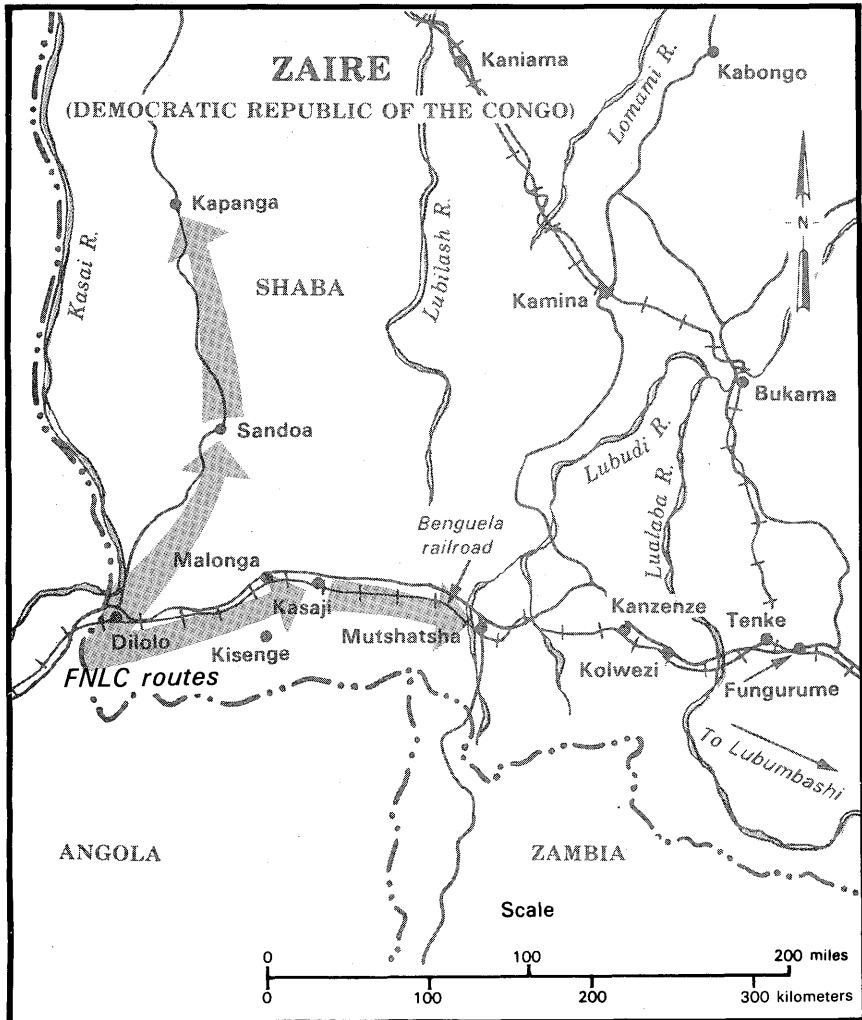 ZAIRE
(DEMOCRATIC REPUBLIC OF THE CONGO)
Kaniama
Lomami R.
Kabongo
N
Kapanga
Kasai R.
Lubilash R.
SHABA
Kamina
Bukama
Sandoa
Lubudi R.
Lualaba R.
Benguela
railroad
Malonga
Kasaji
Kanzenze
Tenke
Dilolo
Mutshatsha
Kisenge
Kolwezi
FNLC routes
Fungurume
To Lubumbashi
ANGOLA
ZAMBIA
Scale
0 100 200 miles
0 100 200 300 kilometers